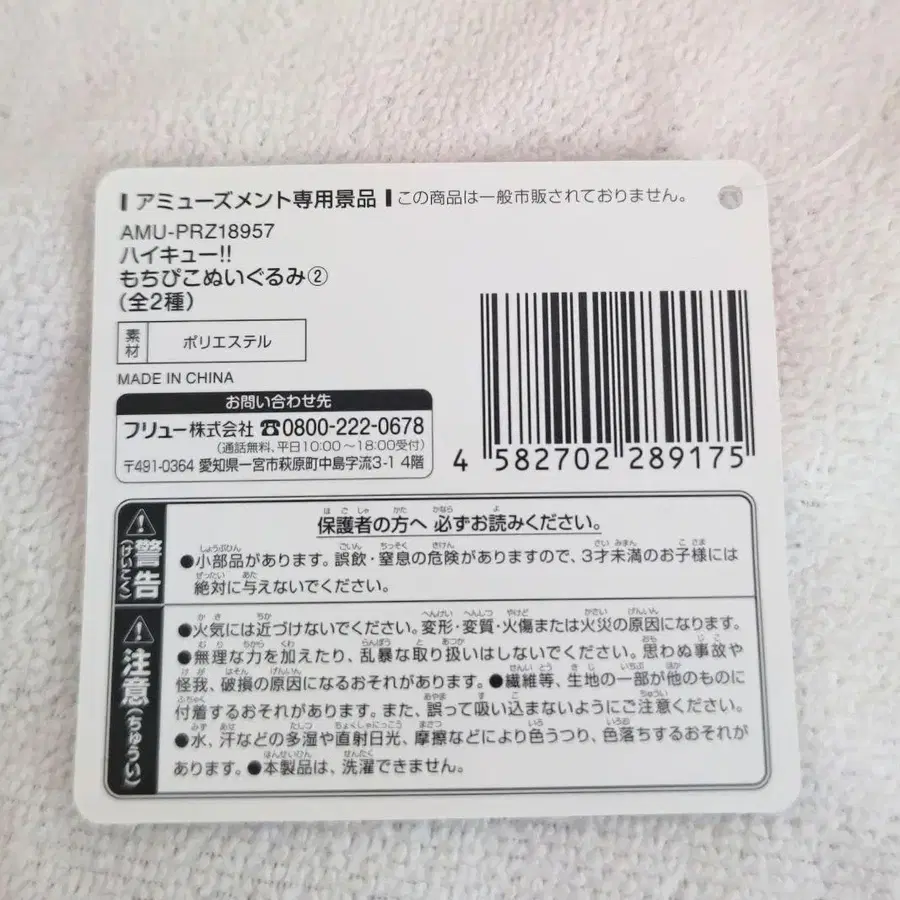 アミューズメント専用景品 この商品は一般市販されておりません。
AMU-PRZ18957
ハイキュー!!
もちぴこぬいぐるみ②
(全2種)
素材 ポリエステル
MADE IN CHINA
お問い合わせ先
フリュー株式会社 ☎0800-222-0678
(通話無料、平日10:00～18:00受付)
〒491-0364 愛知県一宮市萩原町中島字流3-1 4階
4 582702 289175
警告(けいこく)
保護者の方へ 必ずお読みください。
●小部品があります。誤飲・窒息の危険がありますので、3才未満のお子様には
絶対に与えないでください。
注意(ちゅうい)
●火気には近づけないでください。変形・変質・火傷または火災の原因になります。
●無理な力を加えたり、乱暴な取り扱いはしないでください。思わぬ事故や
怪我、破損の原因になるおそれがあります。●繊維等、生地の一部が他のものに
付着するおそれがあります。また、誤って吸い込まないようにご注意ください。
●水、汗などの多湿や直射日光、摩擦などにより色うつり、色落ちするおそれが
あります。●本製品は、洗濯できません。